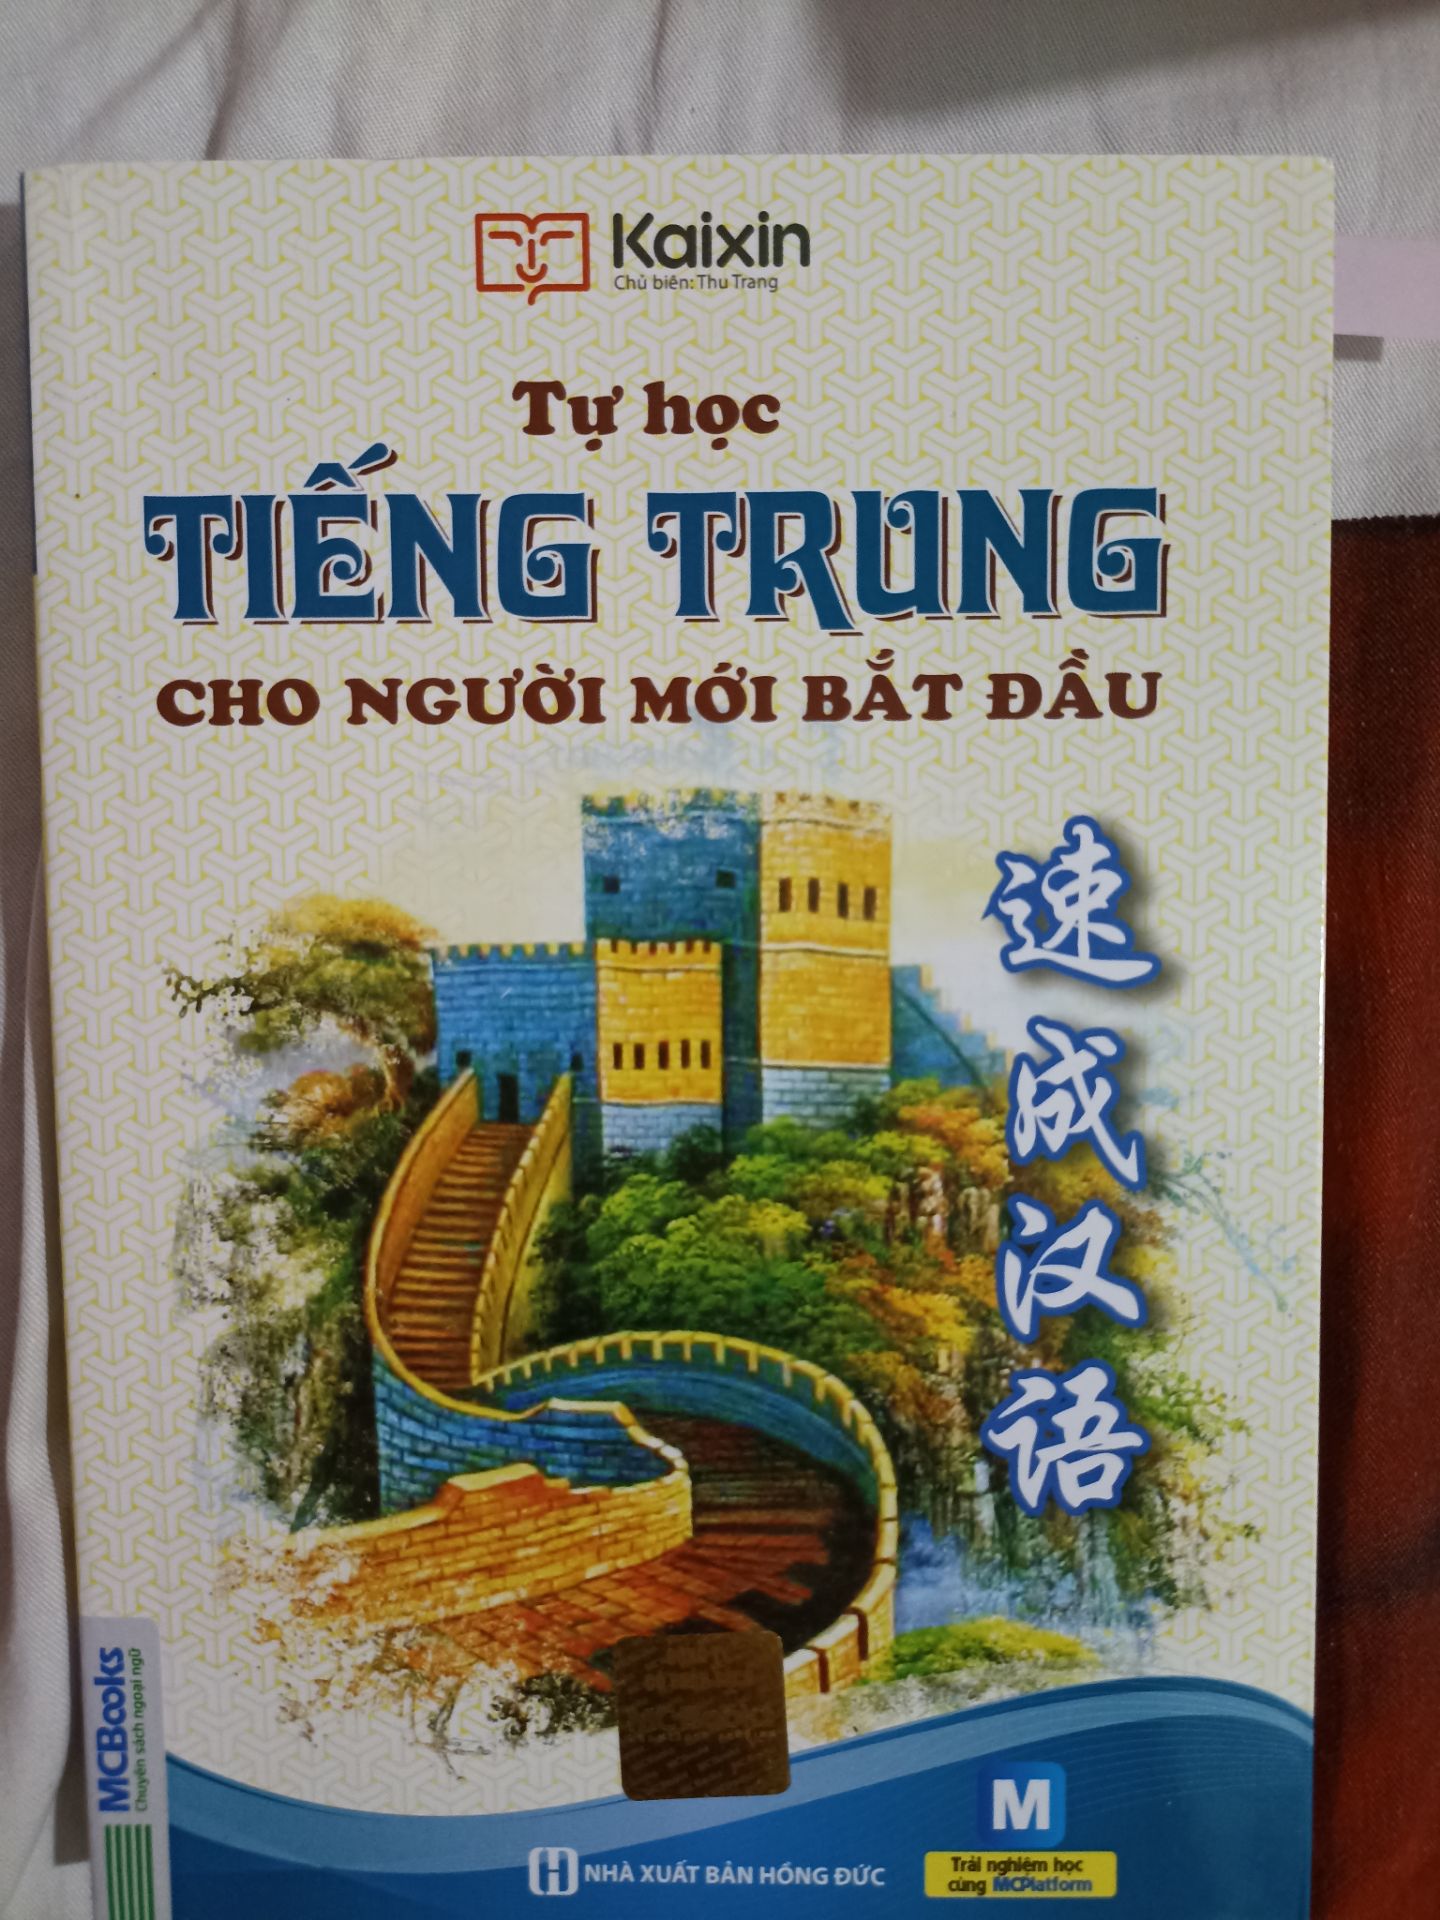 Kaixin
Chủ biên: Thu Trang
Tự học
TIẾNG TRUNG
CHO NGƯỜI MỚI BẮT ĐẦU
速成汉语
MCBooks
Chuyên sách ngoại ngữ
NHÀ XUẤT BẢN HỒNG ĐỨC
M
Trải nghiệm học
cùng MCPlatform